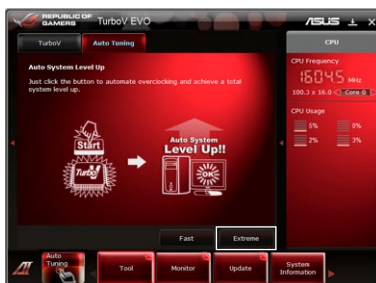 REPUBLIC OF
GAMERS
TurboV EVO
ASUS
TurboV
Auto Tuning
CPU
Auto System Level Up
Just click the button to automate overclocking and achieve a total
system level up.
CPU Frequency
1604.5 MHz
100.3 x 16.0 Core 0
CPU Usage
5% 0%
2% 3%
Start
Turbo
Auto System
Level Up!!
OK
Fast
Extreme
Auto
Tuning
Tool
Monitor
Update
System
Information